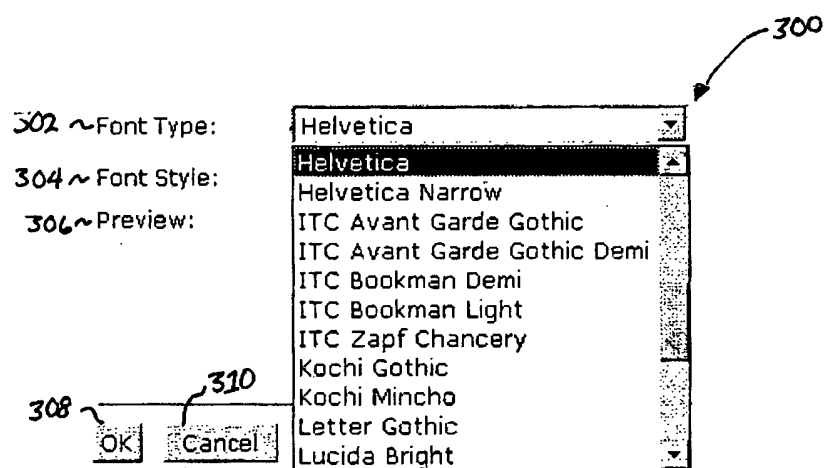 300
302 ~ Font Type: Helvetica
Helvetica
304 ~ Font Style:
Helvetica Narrow
306 ~ Preview:
ITC Avant Garde Gothic
ITC Avant Garde Gothic Demi
ITC Bookman Demi
ITC Bookman Light
ITC Zapf Chancery
Kochi Gothic
Kochi Mincho
Letter Gothic
Lucida Bright
308
310
OK Cancel